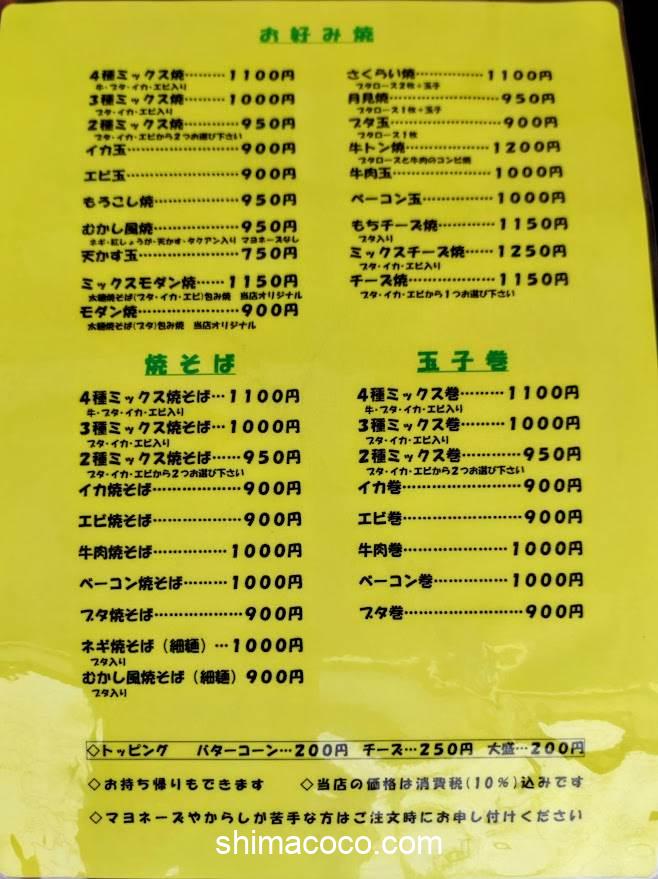 お好み焼
4種ミックス焼………1100円
牛・ブタ・イカ・エビ入り
3種ミックス焼………1000円
ブタ・イカ・エビ入り
2種ミックス焼…………950円
ブタ・イカ・エビから2つお選び下さい
イカ玉…………………900円
エビ玉…………………900円
もろこし焼……………950円
むかし風焼……………950円
ネギ・紅しょうが・天かす・タクアン入り マヨネーズなし
天かす玉………………750円
ミックスモダン焼……1150円
太麺焼そば(ブタ・イカ・エビ)包み焼 当店オリジナル
モダン焼………………900円
太麺焼そば(ブタ)包み焼 当店オリジナル
さくらい焼……………1100円
ブタロース2枚+玉子
月見焼…………………950円
ブタロース1枚+玉子
ブタ玉…………………900円
ブタロース1枚
牛トン焼………………1200円
ブタロースと牛肉のコンビ焼
牛肉玉…………………1000円
ベーコン玉……………1000円
もちチーズ焼…………1150円
ブタ入り
ミックスチーズ焼……1250円
ブタ・イカ・エビ入り
チーズ焼………………1150円
ブタ・イカ・エビから1つお選び下さい
焼そば
4種ミックス焼そば…1100円
牛・ブタ・イカ・エビ入り
3種ミックス焼そば…1000円
ブタ・イカ・エビ入り
2種ミックス焼そば……950円
ブタ・イカ・エビから2つお選び下さい
イカ焼そば……………900円
エビ焼そば……………900円
牛肉焼そば……………1000円
ベーコン焼そば………1000円
ブタ焼そば……………900円
ネギ焼そば(細麺)…1000円
ブタ入り
むかし風焼そば(細麺)900円
ブタ入り
玉子巻
4種ミックス巻………1100円
牛・ブタ・イカ・エビ入り
3種ミックス巻………1000円
ブタ・イカ・エビ入り
2種ミックス巻…………950円
ブタ・イカ・エビから2つお選び下さい
イカ巻…………………900円
エビ巻…………………900円
牛肉巻…………………1000円
ベーコン巻……………1000円
ブタ巻…………………900円
◇トッピング バターコーン…200円 チーズ…250円 大盛…200円
◇お持ち帰りもできます ◇当店の価格は消費税(10%)込みです
◇マヨネーズやからしが苦手な方はご注文時にお申し付けください
shimacoco.com